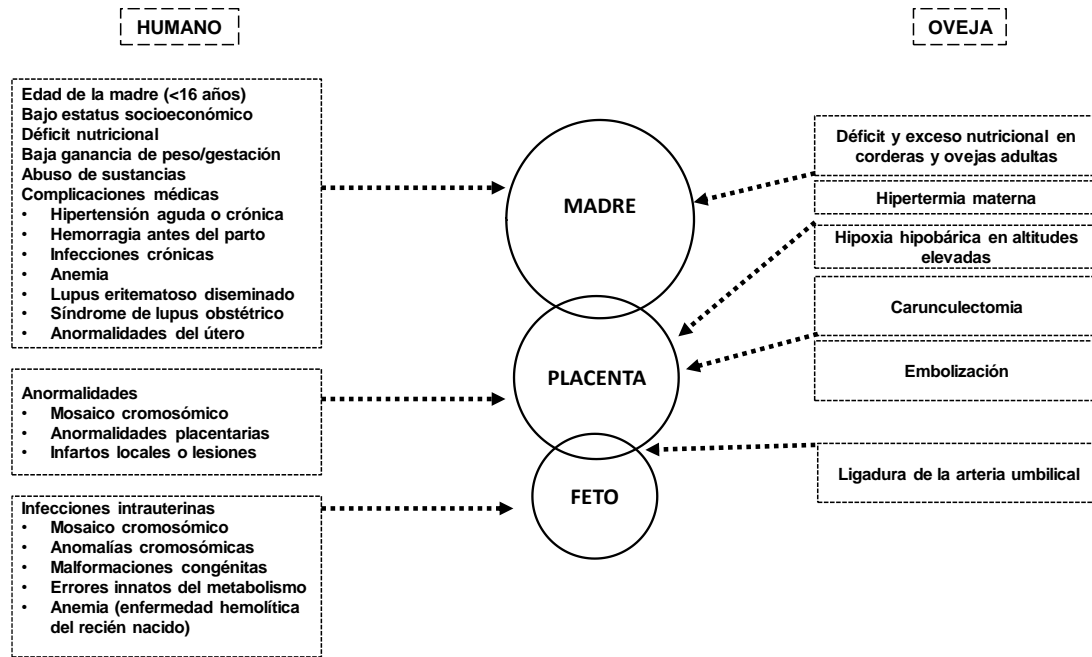 HUMANO
OVEJA
Edad de la madre (<16 años)
Bajo estatus socioeconómico
Déficit nutricional
Baja ganancia de peso/gestación
Abuso de sustancias
Complicaciones médicas
• Hipertensión aguda o crónica
• Hemorragia antes del parto
• Infecciones crónicas
• Anemia
• Lupus eritematoso diseminado
• Síndrome de lupus obstétrico
• Anormalidades del útero
Anormalidades
• Mosaico cromosómico
• Anormalidades placentarias
• Infartos locales o lesiones
Infecciones intrauterinas
• Mosaico cromosómico
• Anomalías cromosómicas
• Malformaciones congénitas
• Errores innatos del metabolismo
• Anemia (enfermedad hemolítica
del recién nacido)
MADRE
PLACENTA
FETO
Déficit y exceso nutricional en
corderas y ovejas adultas
Hipertermia materna
Hipoxia hipobárica en altitudes
elevadas
Carunculectomia
Embolización
Ligadura de la arteria umbilical